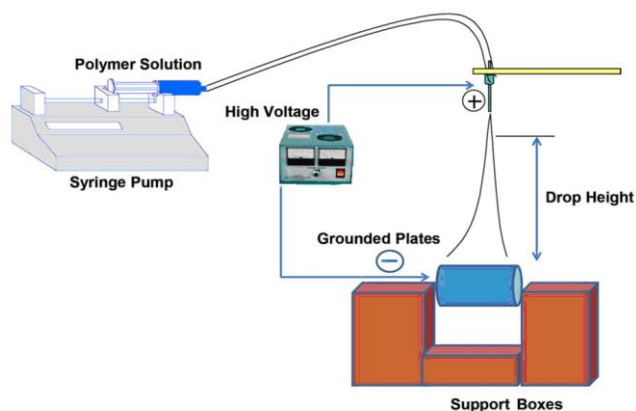 Polymer Solution
High Voltage
+
Syringe Pump
Drop Height
Grounded Plates
−
Support Boxes